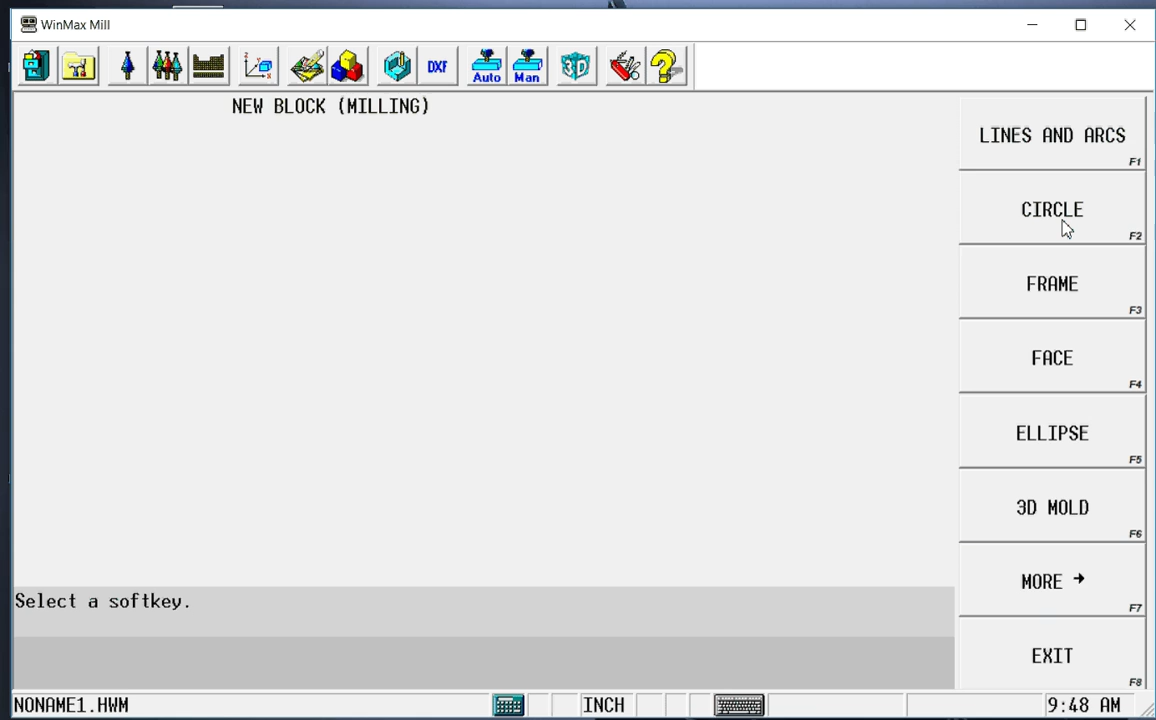 WinMax Mill
DXF
Auto
Man
3D
NEW BLOCK (MILLING)
LINES AND ARCS
F1
CIRCLE
F2
FRAME
F3
FACE
F4
ELLIPSE
F5
3D MOLD
F6
MORE →
F7
EXIT
F8
Select a softkey.
NONAME1.HWM
INCH
9:48 AM